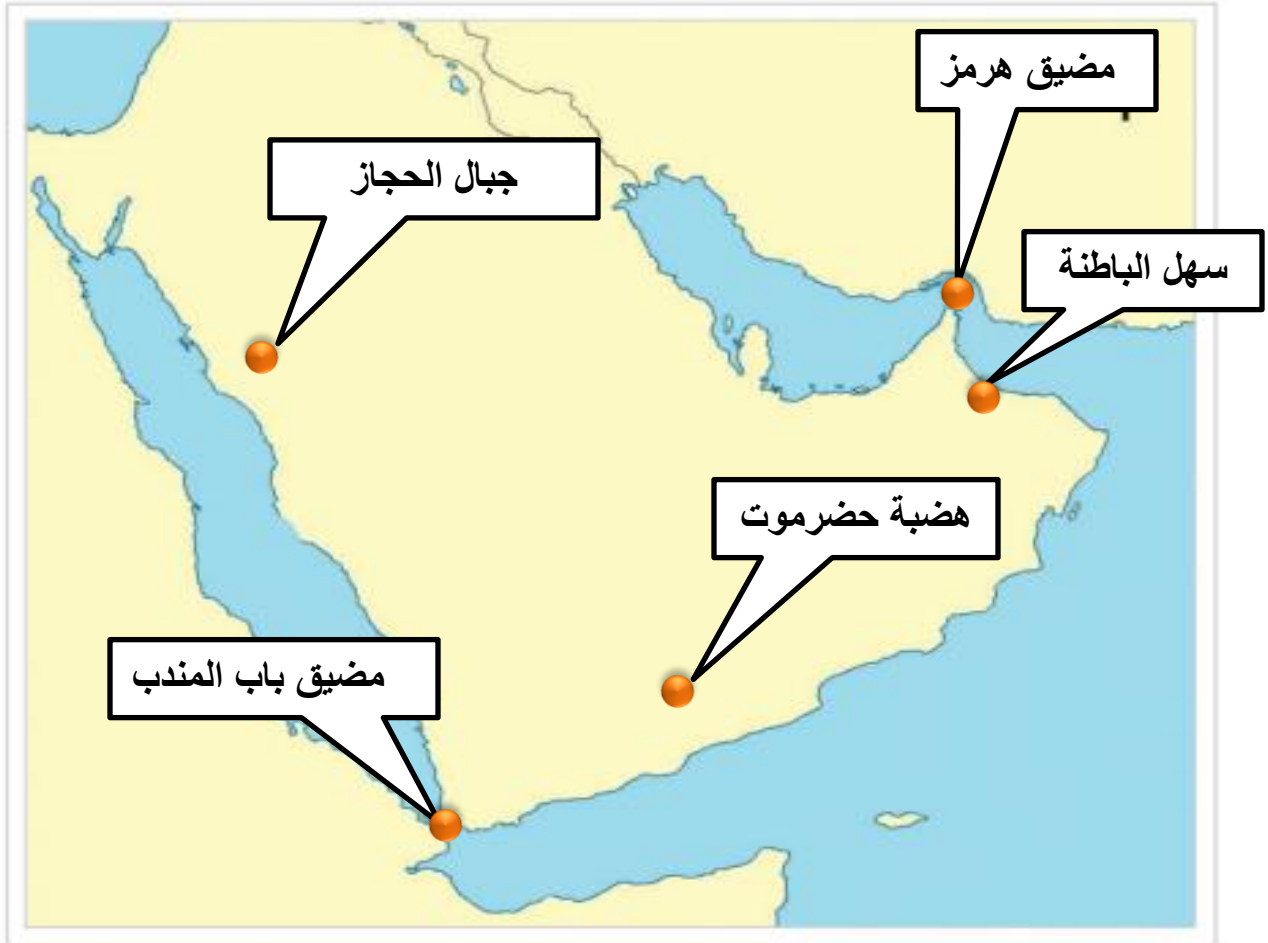 مضيق هرمز
جبال الحجاز
سهل الباطنة
هضبة حضرموت
مضيق باب المندب